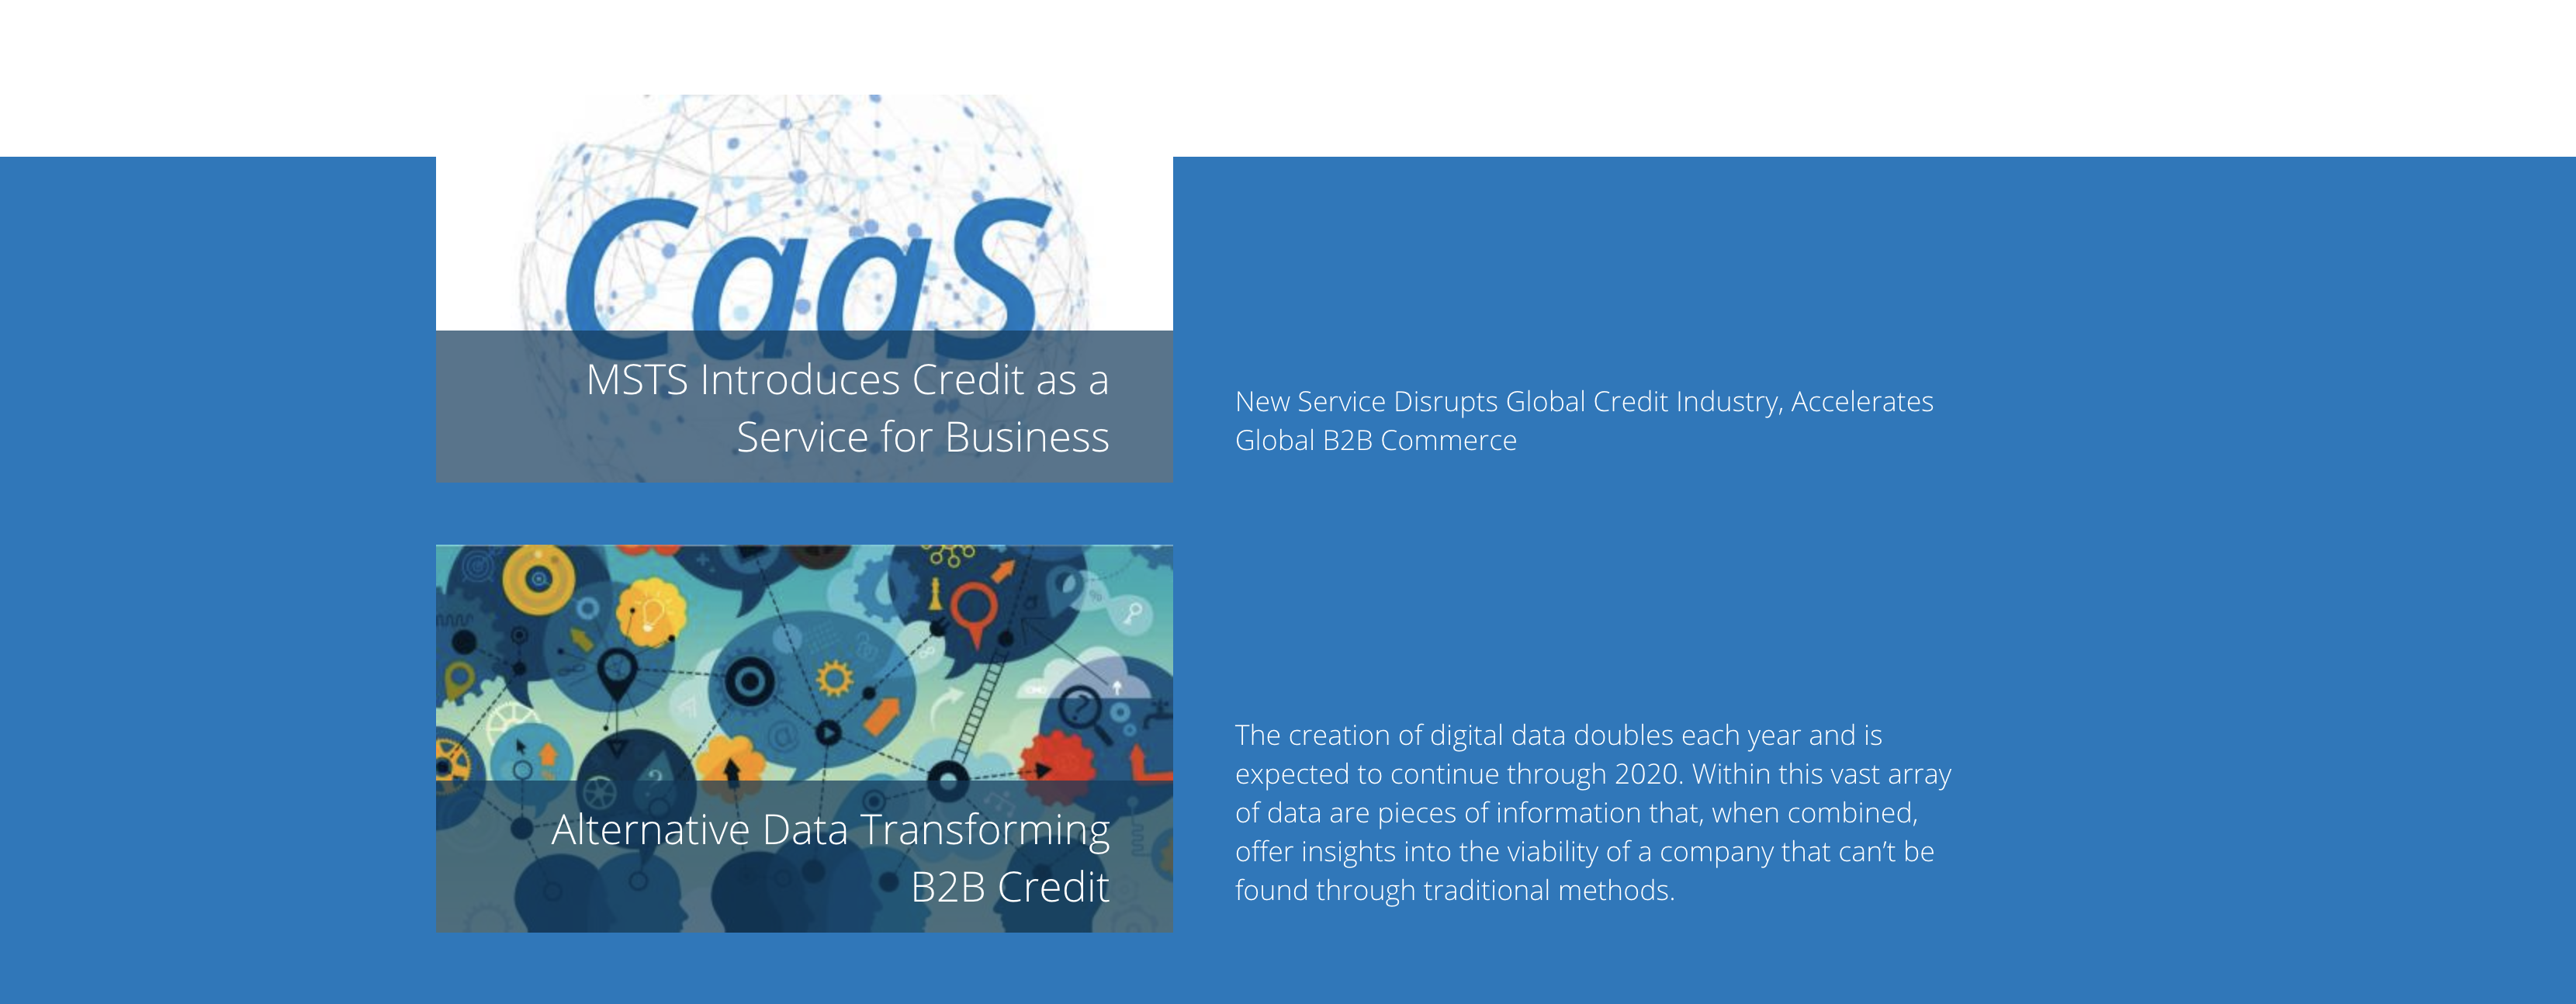 CaaS
MSTS Introduces Credit as a
Service for Business
New Service Disrupts Global Credit Industry, Accelerates
Global B2B Commerce
Alternative Data Transforming
B2B Credit
The creation of digital data doubles each year and is
expected to continue through 2020. Within this vast array
of data are pieces of information that, when combined,
offer insights into the viability of a company that can’t be
found through traditional methods.